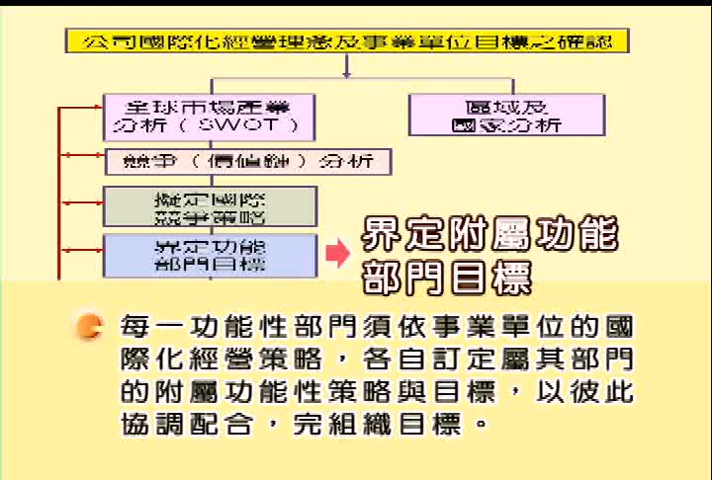 公司國際化經營理念及事業單位目標之確認
全球市場產業
分析（SWOT）
區域及
國家分析
競爭（價值鏈）分析
擬定國際
競爭策略
界定功能
部門目標
界定附屬功能
部門目標
每一功能性部門須依事業單位的國
際化經營策略，各自訂定屬其部門
的附屬功能性策略與目標，以彼此
協調配合，完組織目標。